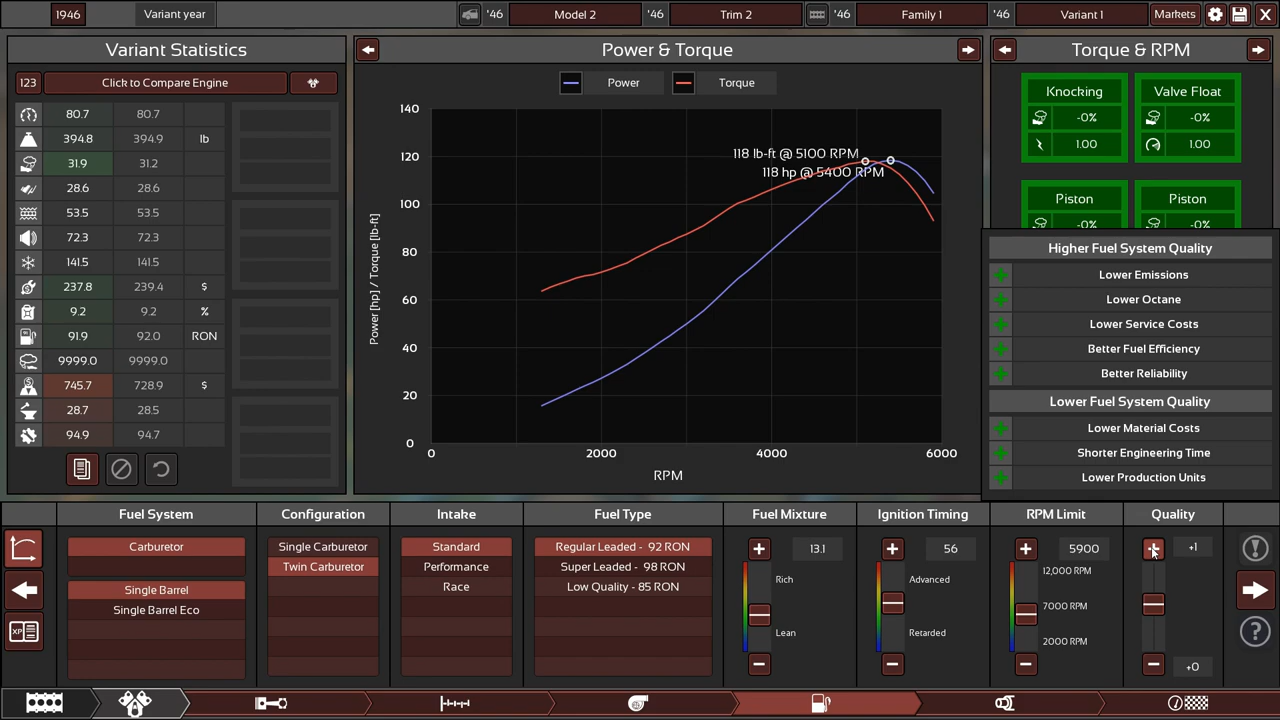 1946
Variant year
'46
Model 2
'46
Trim 2
'46
Family 1
'46
Variant 1
Markets
Variant Statistics
Power & Torque
Torque & RPM
123
Click to Compare Engine
Power
Torque
Knocking
-0%
1.00
Valve Float
-0%
1.00
Piston
-0%
Piston
-0%
80.7 80.7
394.8 394.9 lb
31.9 31.2
28.6 28.6
53.5 53.5
72.3 72.3
141.5 141.5
237.8 239.4 $
9.2 9.2 %
91.9 92.0 RON
9999.0 9999.0
745.7 728.9 $
28.7 28.5
94.9 94.7
140
120
100
80
60
40
20
0
0 2000 4000 6000
RPM
Power [hp] / Torque [lb-ft]
118 lb-ft @ 5100 RPM
118 hp @ 5400 RPM
Higher Fuel System Quality
Lower Emissions
Lower Octane
Lower Service Costs
Better Fuel Efficiency
Better Reliability
Lower Fuel System Quality
Lower Material Costs
Shorter Engineering Time
Lower Production Units
Fuel System
Carburetor
Single Barrel
Single Barrel Eco
Configuration
Single Carburetor
Twin Carburetor
Intake
Standard
Performance
Race
Fuel Type
Regular Leaded - 92 RON
Super Leaded - 98 RON
Low Quality - 85 RON
Fuel Mixture
13.1
Rich
Lean
Ignition Timing
56
Advanced
Retarded
RPM Limit
5900
12,000 RPM
7000 RPM
2000 RPM
Quality
+1
+0
XP